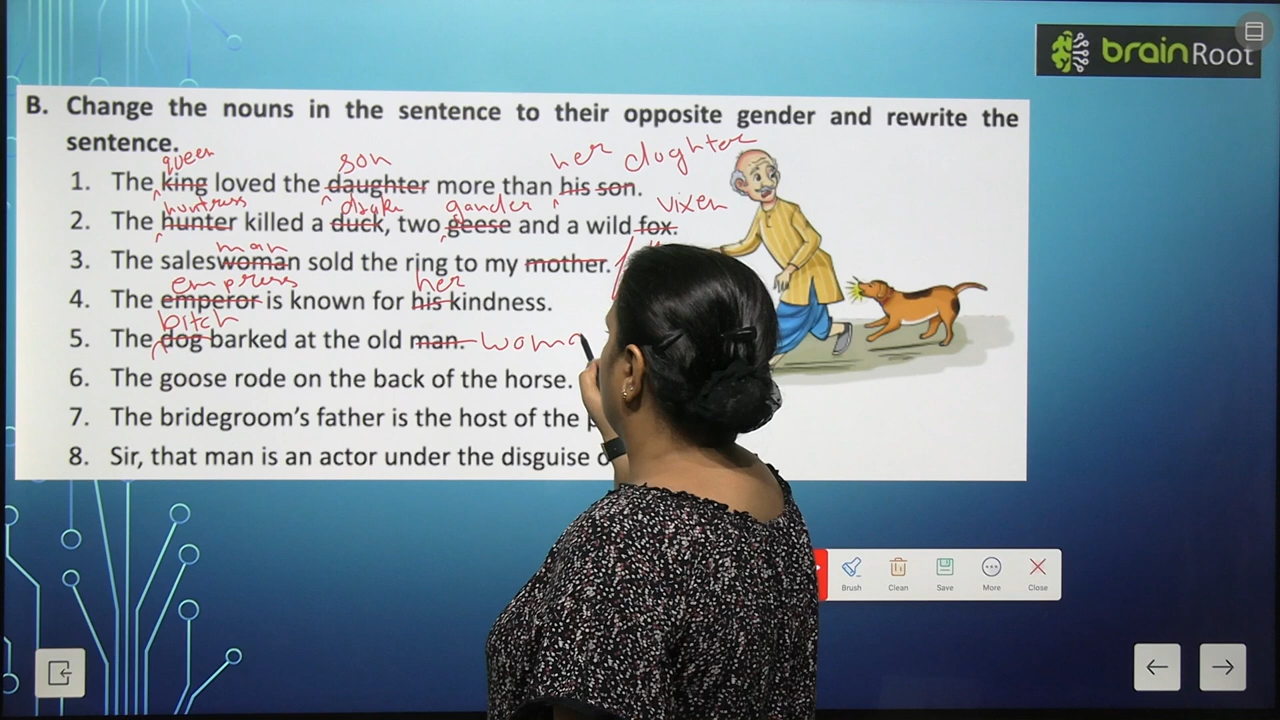 brainRoot
B. Change the nouns in the sentence to their opposite gender and rewrite the
sentence.
queen son her doghter
1. The king loved the daughter more than his son.
huntress drake gander vixen
2. The hunter killed a duck, two geese and a wild fox.
man
3. The saleswoman sold the ring to my mother.
empress her
4. The emperor is known for his kindness.
bitch
5. The dog barked at the old man. woma
6. The goose rode on the back of the horse.
7. The bridegroom's father is the host of the
8. Sir, that man is an actor under the disguise
Brush Clean Save More Close